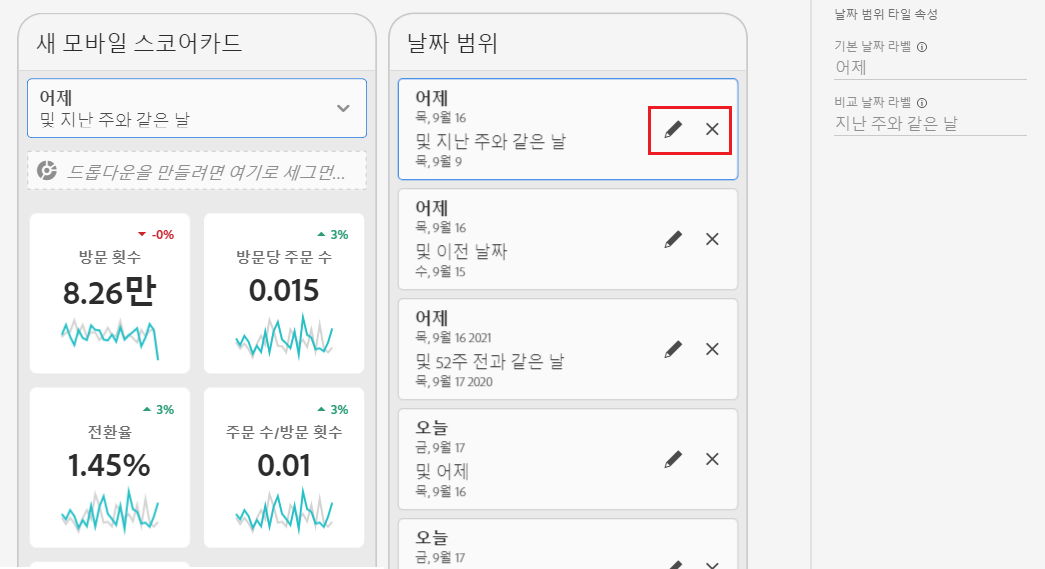 새 모바일 스코어카드
어제
및 지난 주와 같은 날
드롭다운을 만들려면 여기로 세그먼...
-0%
방문 횟수
8.26만
3%
방문당 주문 수
0.015
3%
전환율
1.45%
3%
주문 수/방문 횟수
0.01
날짜 범위
어제
목, 9월 16
및 지난 주와 같은 날
목, 9월 9
어제
목, 9월 16
및 이전 날짜
수, 9월 15
어제
목, 9월 16 2021
및 52주 전과 같은 날
목, 9월 17 2020
오늘
금, 9월 17
및 어제
목, 9월 16
오늘
금, 9월 17
날짜 범위 타일 속성
기본 날짜 라벨
어제
비교 날짜 라벨
지난 주와 같은 날